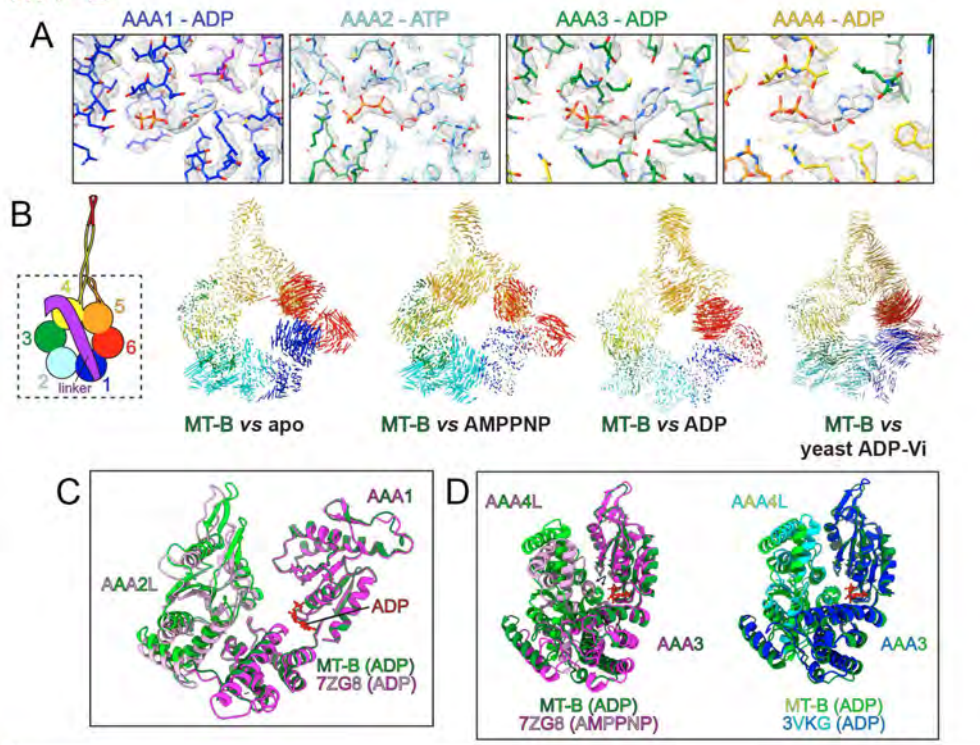 AAA1 - ADP
AAA2 - ATP
AAA3 - ADP
AAA4 - ADP
A
B
4
5
3
6
2
linker
1
MT-B vs apo
MT-B vs AMPPNP
MT-B vs ADP
MT-B vs
yeast ADP-Vi
C
AAA1
AAA2L
ADP
MT-B (ADP)
7ZG8 (ADP)
D
AAA4L
AAA3
MT-B (ADP)
7ZG8 (AMPPNP)
AAA4L
AAA3
MT-B (ADP)
3VKG (ADP)